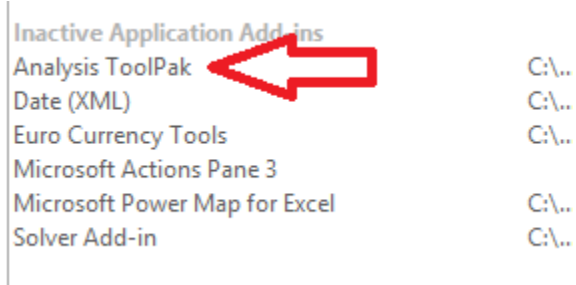 Inactive Application Add-ins
Analysis ToolPak C:\..
Date (XML) C:\..
Euro Currency Tools C:\..
Microsoft Actions Pane 3
Microsoft Power Map for Excel C:\..
Solver Add-in C:\..